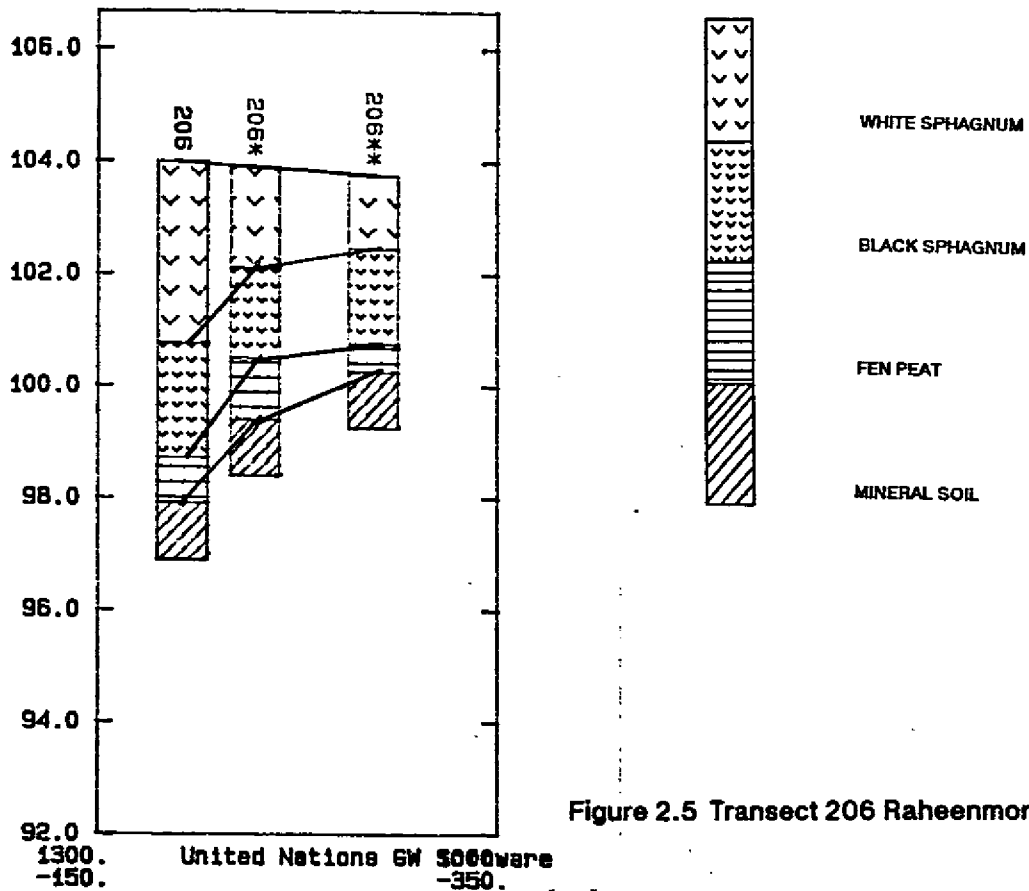 106.0
104.0
102.0
100.0
98.0
96.0
94.0
92.0
206
206*
206**
WHITE SPHAGNUM
BLACK SPHAGNUM
FEN PEAT
MINERAL SOIL
Figure 2.5 Transect 206 Raheenmor
1300.
United Nations GW
-150.
-350.